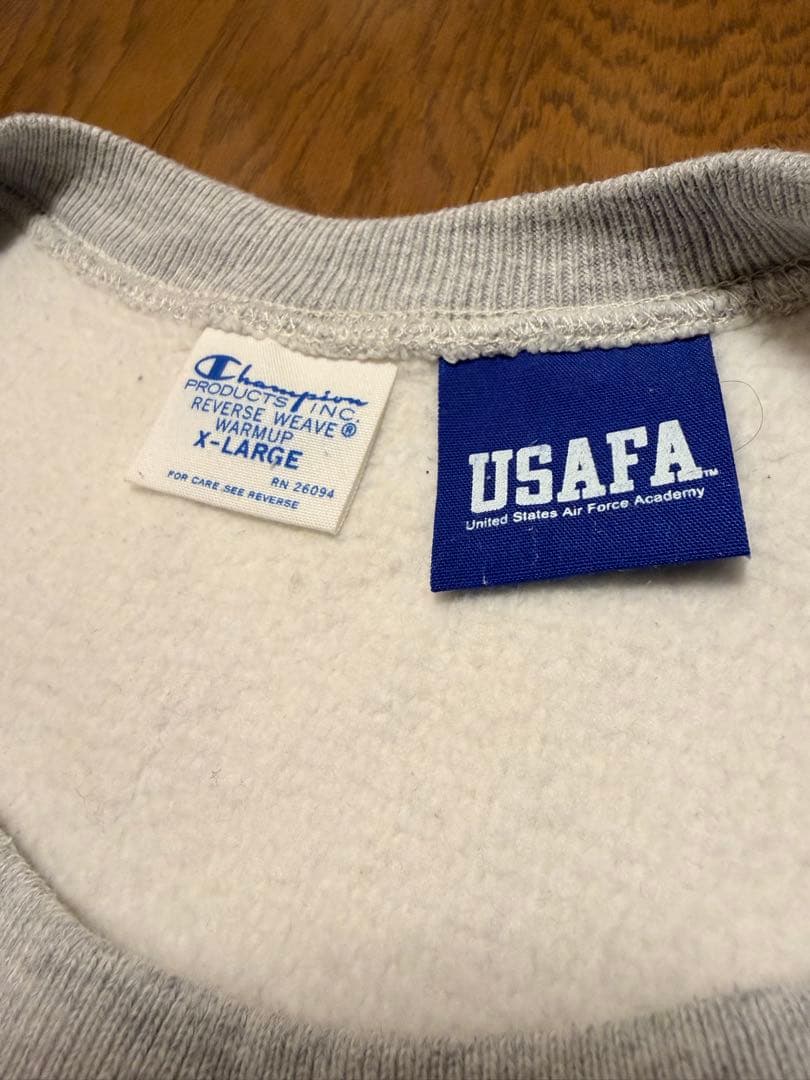 Champion
PRODUCTS INC.
REVERSE WEAVE®
WARMUP
X-LARGE
RN 26094
FOR CARE SEE REVERSE
USAFA™
United States Air Force Academy